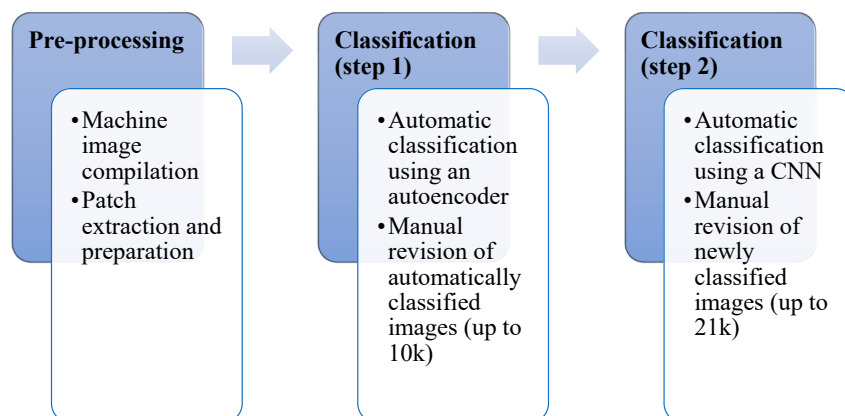 Pre-processing
•Machine
image
compilation
•Patch
extraction and
preparation
Classification
(step 1)
•Automatic
classification
using an
autoencoder
•Manual
revision of
automatically
classified
images (up to
10k)
Classification
(step 2)
•Automatic
classification
using a CNN
•Manual
revision of
newly
classified
images (up to
21k)